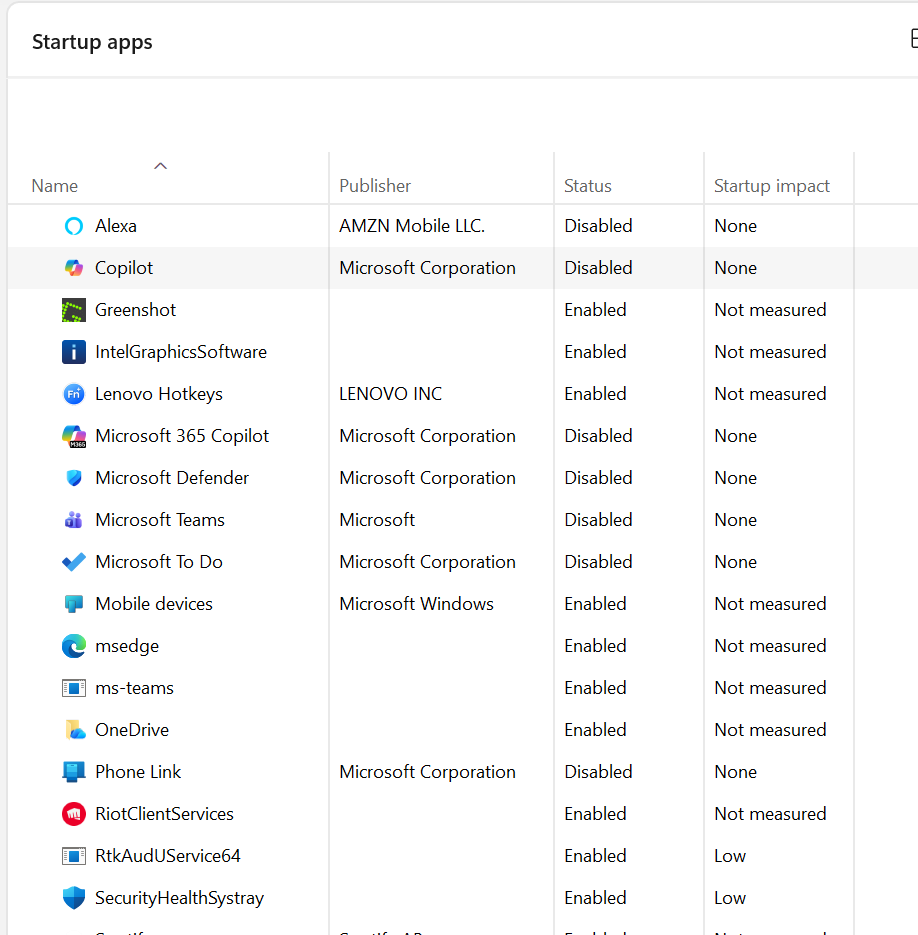 Startup apps
Name Publisher Status Startup impact
Alexa AMZN Mobile LLC. Disabled None
Copilot Microsoft Corporation Disabled None
Greenshot Enabled Not measured
IntelGraphicsSoftware Enabled Not measured
Fn Lenovo Hotkeys LENOVO INC Enabled Not measured
M365 Microsoft 365 Copilot Microsoft Corporation Disabled None
Microsoft Defender Microsoft Corporation Disabled None
Microsoft Teams Microsoft Disabled None
Microsoft To Do Microsoft Corporation Disabled None
Mobile devices Microsoft Windows Enabled Not measured
msedge Enabled Not measured
ms-teams Enabled Not measured
OneDrive Enabled Not measured
Phone Link Microsoft Corporation Disabled None
RiotClientServices Enabled Not measured
RtkAudUService64 Enabled Low
SecurityHealthSystray Enabled Low